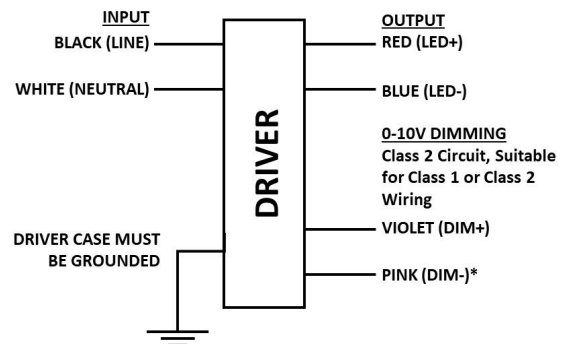 INPUT
BLACK (LINE)
WHITE (NEUTRAL)
DRIVER CASE MUST
BE GROUNDED
DRIVER
OUTPUT
RED (LED+)
BLUE (LED-)
0-10V DIMMING
Class 2 Circuit, Suitable
for Class 1 or Class 2
Wiring
VIOLET (DIM+)
PINK (DIM-)*